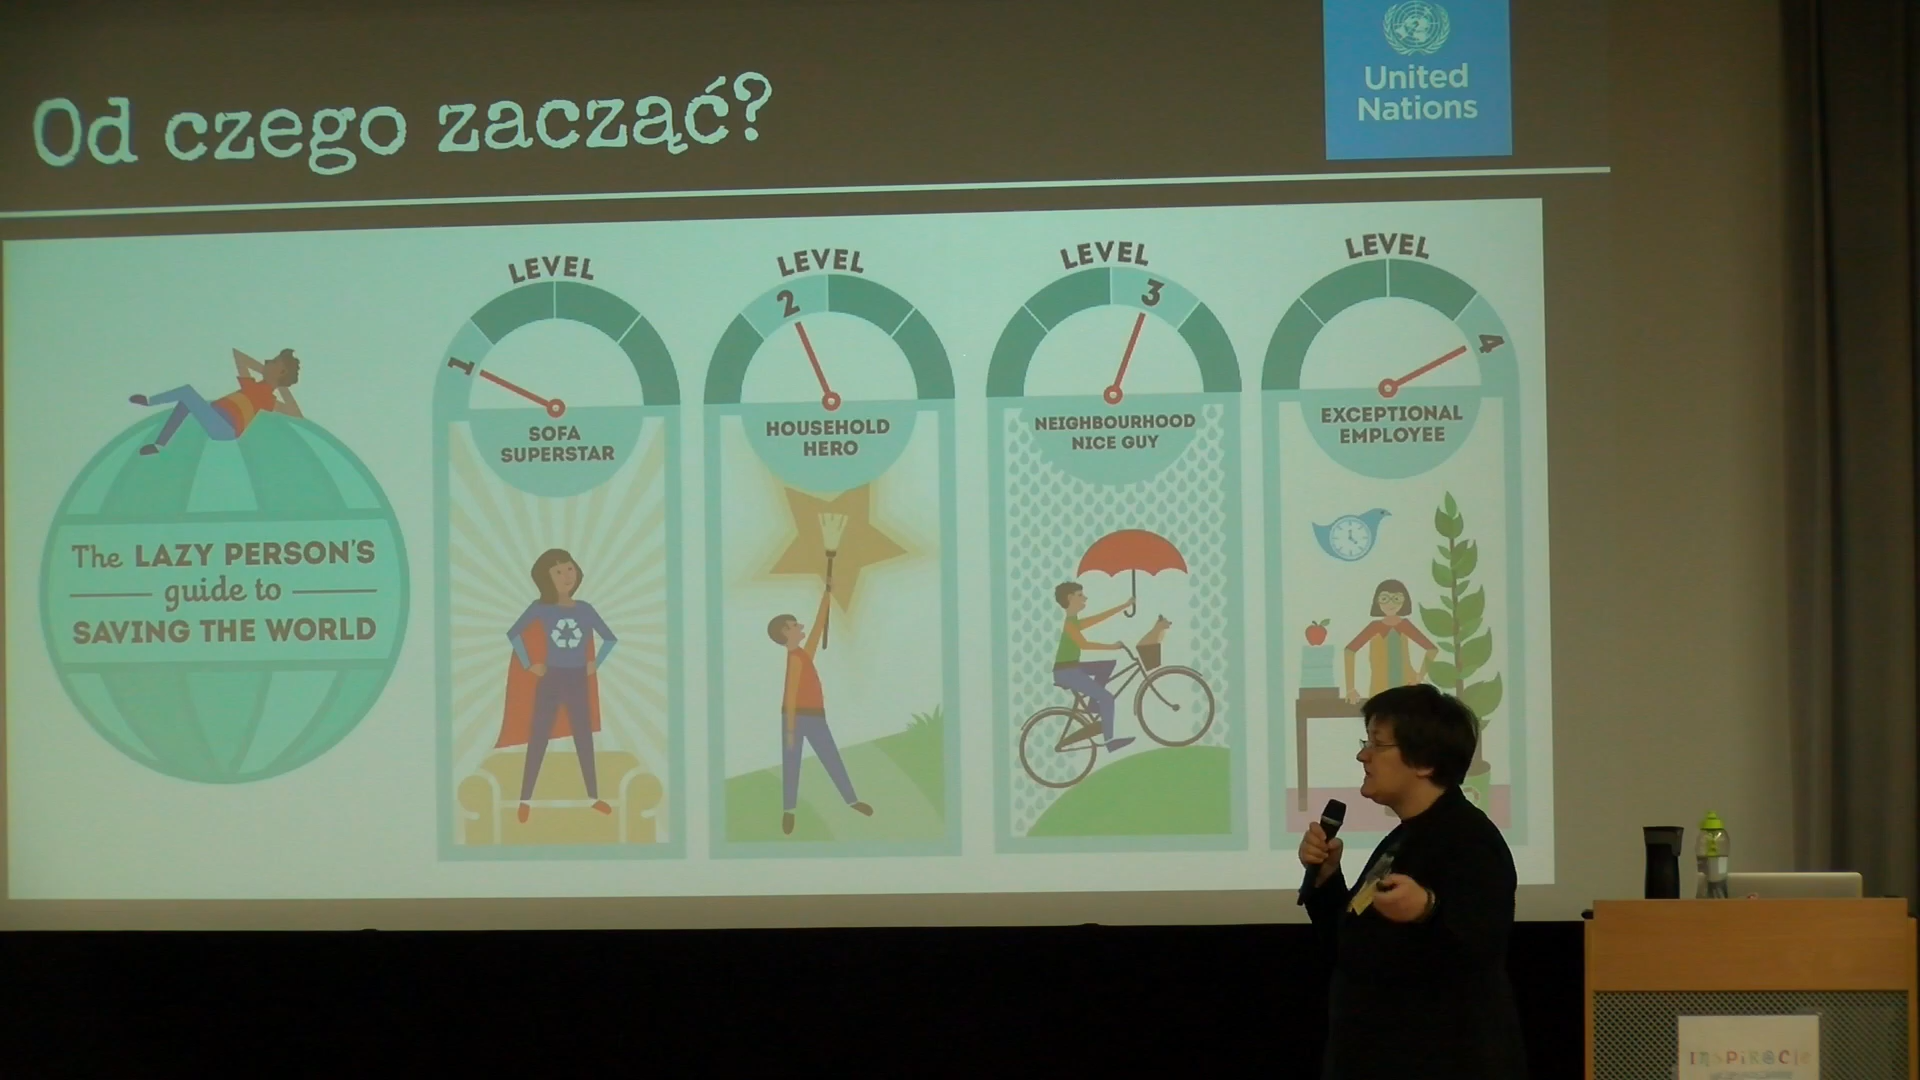 Od czego zacząć?
United
Nations
The LAZY PERSON'S
guide to
SAVING THE WORLD
LEVEL
1
SOFA
SUPERSTAR
LEVEL
2
HOUSEHOLD
HERO
LEVEL
3
NEIGHBOURHOOD
NICE GUY
LEVEL
4
EXCEPTIONAL
EMPLOYEE
INSPIRACJE